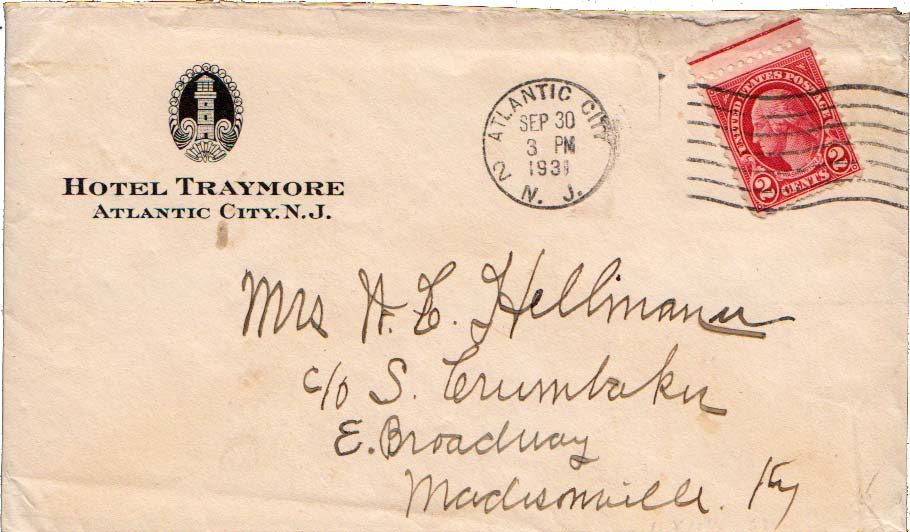 HOTEL TRAYMORE
ATLANTIC CITY. N. J.
ATLANTIC CITY
SEP 30
3 PM
1931
2 N. J.
UNITED STATES POSTAGE
2 CENTS 2
Mrs H. E. Hellmann
c/o S. Crumbaker
E. Broadway
Madisonville. Ky